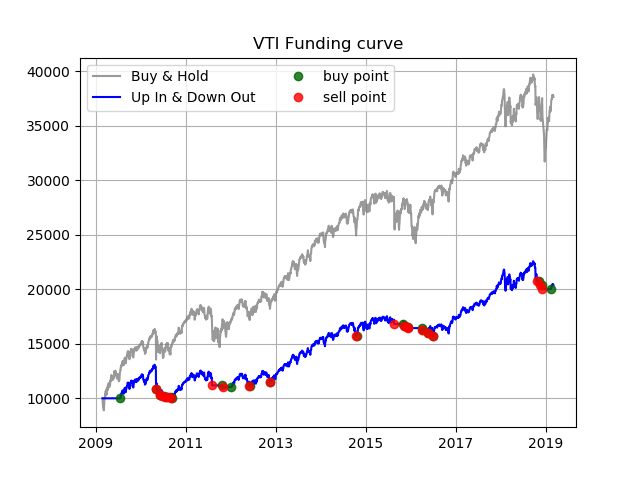 VTI Funding curve
Buy & Hold
Up In & Down Out
buy point
sell point
40000
35000
30000
25000
20000
15000
10000
2009 2011 2013 2015 2017 2019